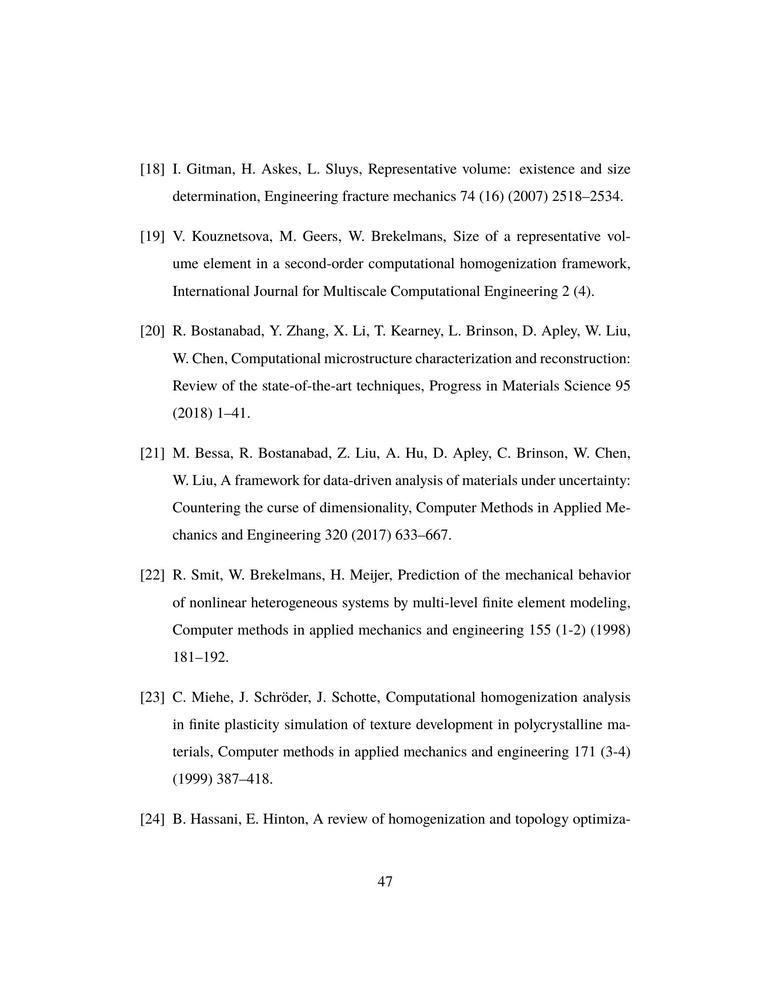 [18] I. Gitman, H. Askes, L. Sluys, Representative volume: existence and size
determination, Engineering fracture mechanics 74 (16) (2007) 2518–2534.
[19] V. Kouznetsova, M. Geers, W. Brekelmans, Size of a representative vol-
ume element in a second-order computational homogenization framework,
International Journal for Multiscale Computational Engineering 2 (4).
[20] R. Bostanabad, Y. Zhang, X. Li, T. Kearney, L. Brinson, D. Apley, W. Liu,
W. Chen, Computational microstructure characterization and reconstruction:
Review of the state-of-the-art techniques, Progress in Materials Science 95
(2018) 1–41.
[21] M. Bessa, R. Bostanabad, Z. Liu, A. Hu, D. Apley, C. Brinson, W. Chen,
W. Liu, A framework for data-driven analysis of materials under uncertainty:
Countering the curse of dimensionality, Computer Methods in Applied Me-
chanics and Engineering 320 (2017) 633–667.
[22] R. Smit, W. Brekelmans, H. Meijer, Prediction of the mechanical behavior
of nonlinear heterogeneous systems by multi-level finite element modeling,
Computer methods in applied mechanics and engineering 155 (1-2) (1998)
181–192.
[23] C. Miehe, J. Schröder, J. Schotte, Computational homogenization analysis
in finite plasticity simulation of texture development in polycrystalline ma-
terials, Computer methods in applied mechanics and engineering 171 (3-4)
(1999) 387–418.
[24] B. Hassani, E. Hinton, A review of homogenization and topology optimiza-
47